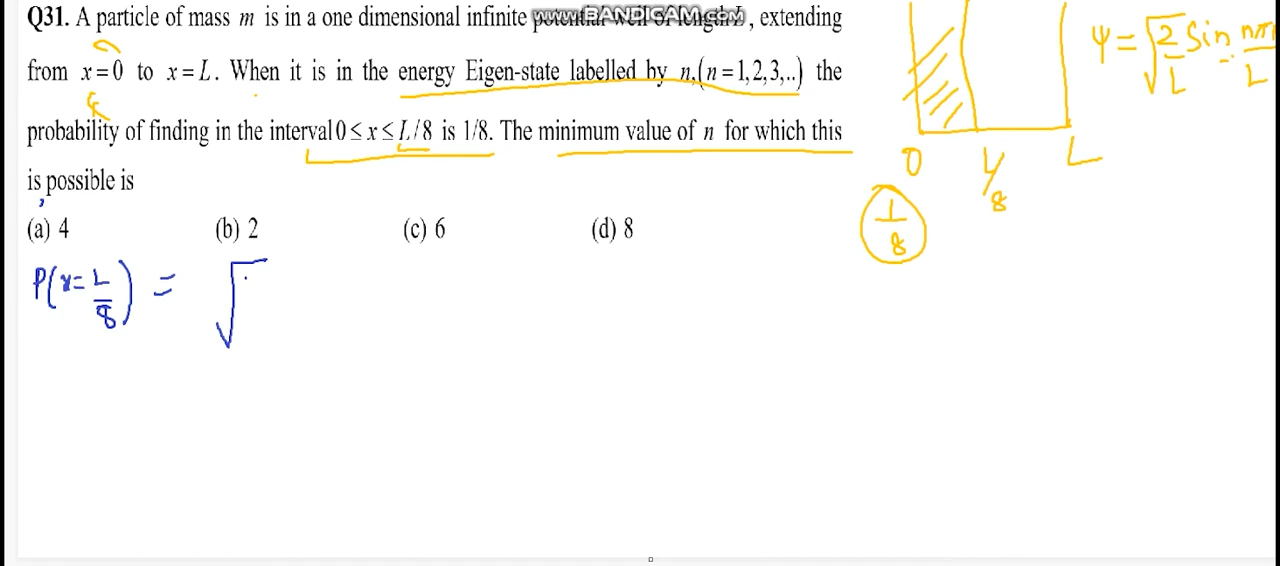 Q31. A particle of mass m is in a one dimensional infinite potential well of length L, extending
www.BANDICAM.com
from x = 0 to x = L. When it is in the energy Eigen-state labelled by n, (n = 1, 2, 3,..) the
probability of finding in the interval 0 ≤ x ≤ L/8 is 1/8. The minimum value of n for which this
is possible is
(a) 4 (b) 2 (c) 6 (d) 8
ψ = √2/L Sin nπ/L
0 L/8 L
1/8
P(x = L/8) = √